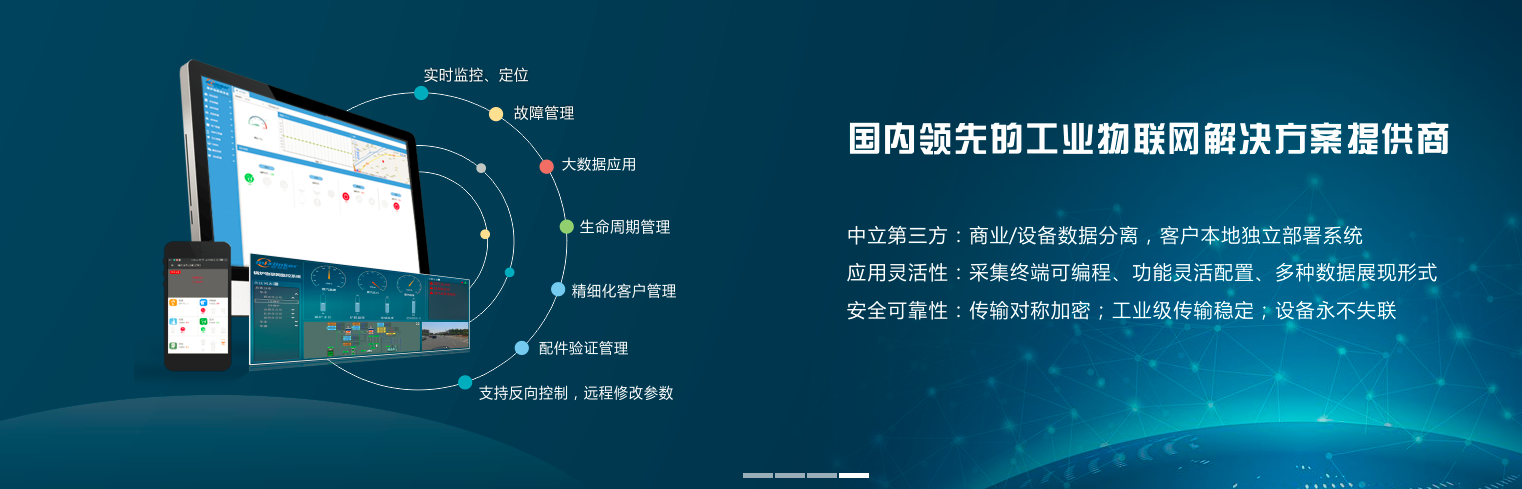 实时监控、定位
故障管理
大数据应用
生命周期管理
精细化客户管理
配件验证管理
支持反向控制，远程修改参数
国内领先的工业物联网解决方案提供商
中立第三方：商业/设备数据分离，客户本地独立部署系统
应用灵活性：采集终端可编程、功能灵活配置、多种数据展现形式
安全可靠性：传输对称加密；工业级传输稳定；设备永不失联